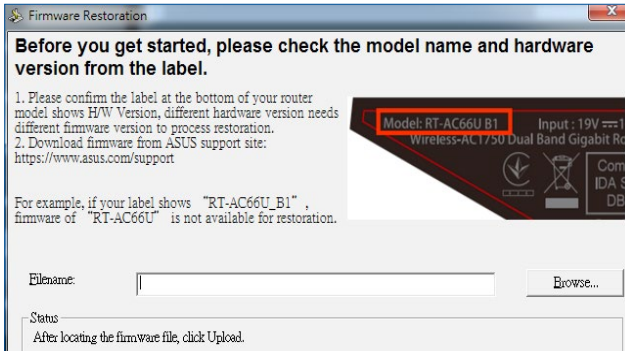 Firmware Restoration
Before you get started, please check the model name and hardware
version from the label.
1. Please confirm the label at the bottom of your router
model shows H/W Version, different hardware version needs
different firmware version to process restoration.
2. Download firmware from ASUS support site:
https://www.asus.com/support
For example, if your label shows “RT-AC66U_B1”,
firmware of “RT-AC66U” is not available for restoration.
Model: RT-AC66U B1 Input : 19V
Wireless-AC1750 Dual Band Gigabit
IDA
DB
Filename:
Browse...
Status
After locating the firmware file, click Upload.